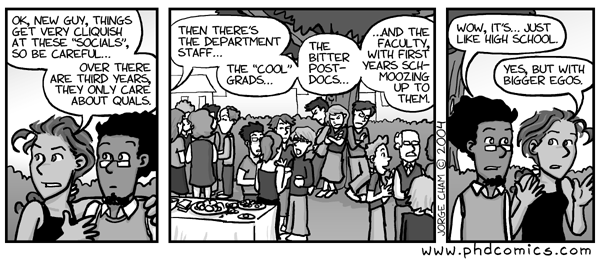 OK, NEW GUY, THINGS
GET VERY CLIQUISH
AT THESE "SOCIALS",
SO BE CAREFUL...
OVER THERE
ARE THIRD YEARS,
THEY ONLY CARE
ABOUT QUALS.
THEN THERE'S
THE DEPARTMENT
STAFF...
THE "COOL"
GRADS...
THE
BITTER
POST-
DOCS...
...AND THE
FACULTY,
WITH FIRST
YEARS SCH-
MOOZING
UP TO
THEM.
JORGE CHAM © 2004
WOW, IT'S... JUST
LIKE HIGH SCHOOL.
YES, BUT WITH
BIGGER EGOS.
www.phdcomics.com